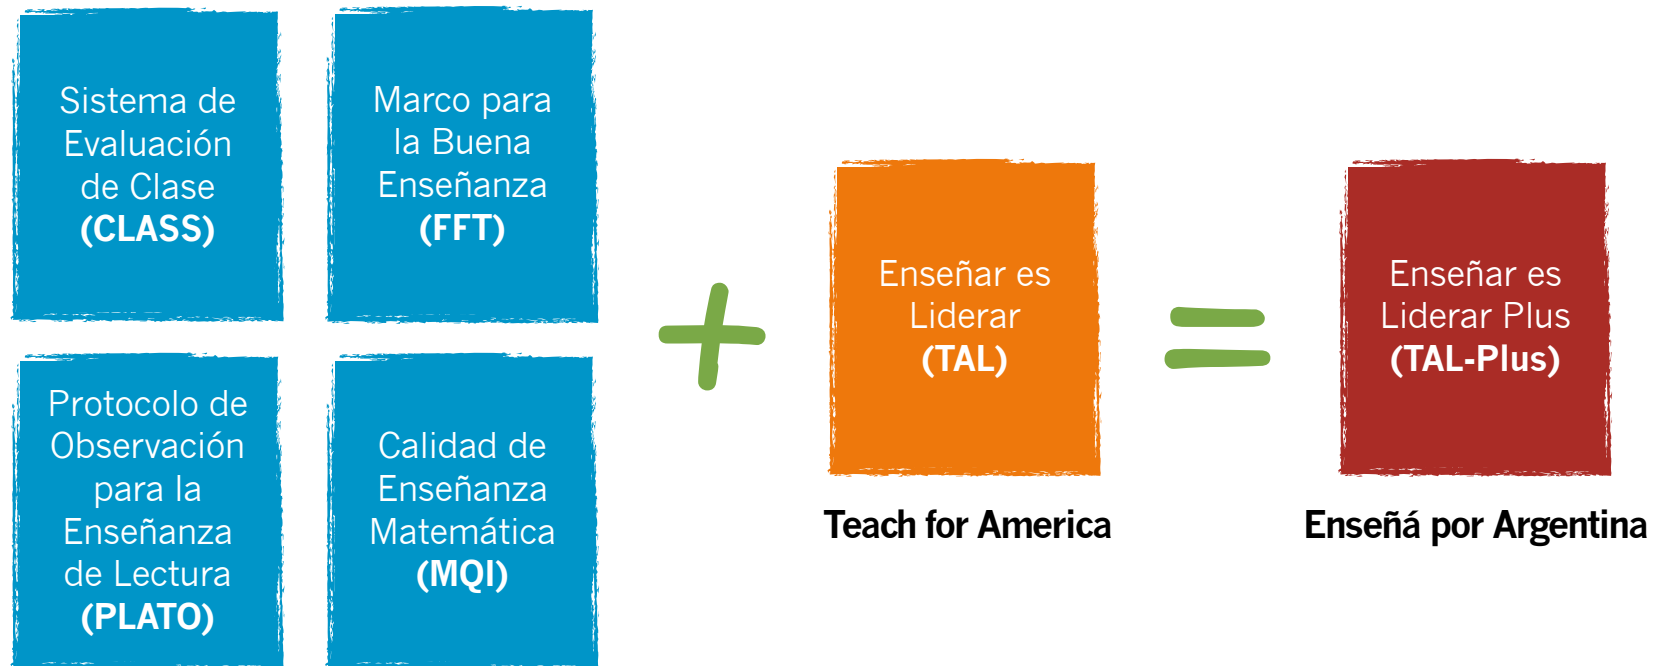 Sistema de
Evaluación
de Clase
(CLASS)
Marco para
la Buena
Enseñanza
(FFT)
Protocolo de
Observación
para la
Enseñanza
de Lectura
(PLATO)
Calidad de
Enseñanza
Matemática
(MQI)
Enseñar es
Liderar
(TAL)
Teach for America
Enseñar es
Liderar Plus
(TAL-Plus)
Enseñá por Argentina